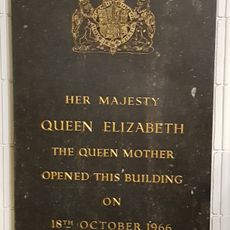 HER MAJESTY
QUEEN ELIZABETH
THE QUEEN MOTHER
OPENED THIS BUILDING
ON
18TH OCTOBER 1966